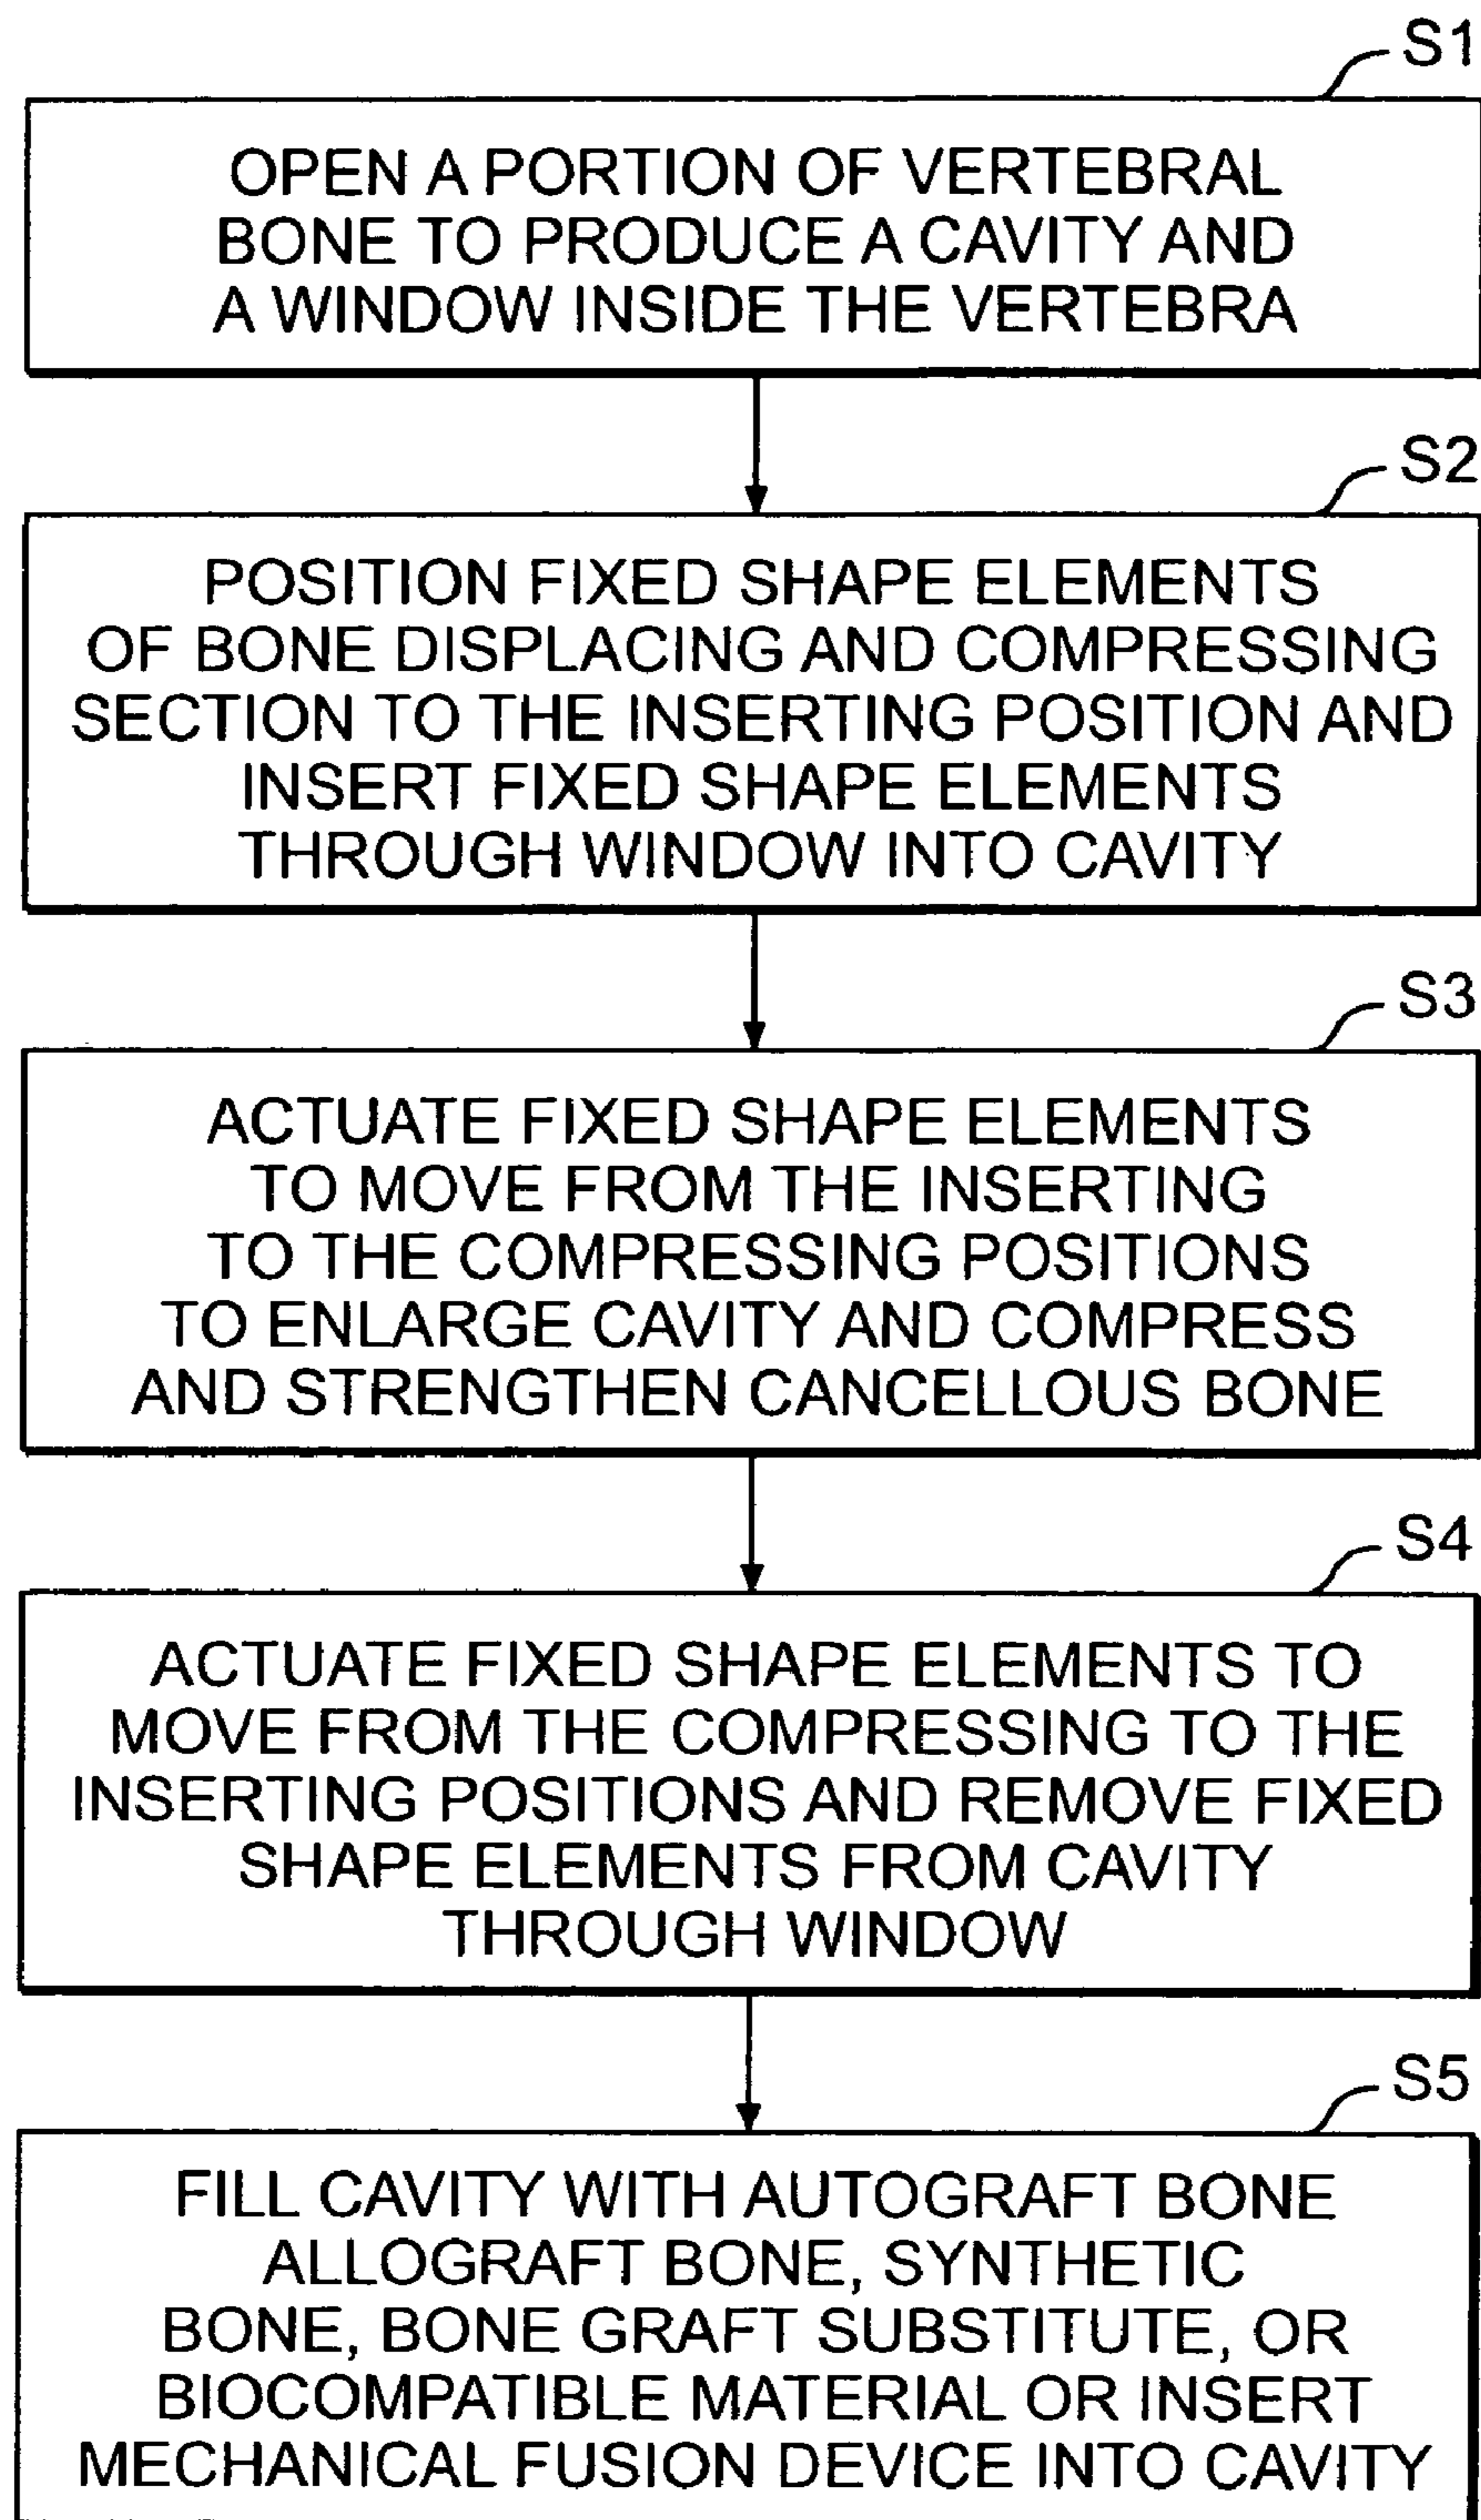 S1
OPEN A PORTION OF VERTEBRAL
BONE TO PRODUCE A CAVITY AND
A WINDOW INSIDE THE VERTEBRA
S2
POSITION FIXED SHAPE ELEMENTS
OF BONE DISPLACING AND COMPRESSING
SECTION TO THE INSERTING POSITION AND
INSERT FIXED SHAPE ELEMENTS
THROUGH WINDOW INTO CAVITY
S3
ACTUATE FIXED SHAPE ELEMENTS
TO MOVE FROM THE INSERTING
TO THE COMPRESSING POSITIONS
TO ENLARGE CAVITY AND COMPRESS
AND STRENGTHEN CANCELLOUS BONE
S4
ACTUATE FIXED SHAPE ELEMENTS TO
MOVE FROM THE COMPRESSING TO THE
INSERTING POSITIONS AND REMOVE FIXED
SHAPE ELEMENTS FROM CAVITY
THROUGH WINDOW
S5
FILL CAVITY WITH AUTOGRAFT BONE
ALLOGRAFT BONE, SYNTHETIC
BONE, BONE GRAFT SUBSTITUTE, OR
BIOCOMPATIBLE MATERIAL OR INSERT
MECHANICAL FUSION DEVICE INTO CAVITY